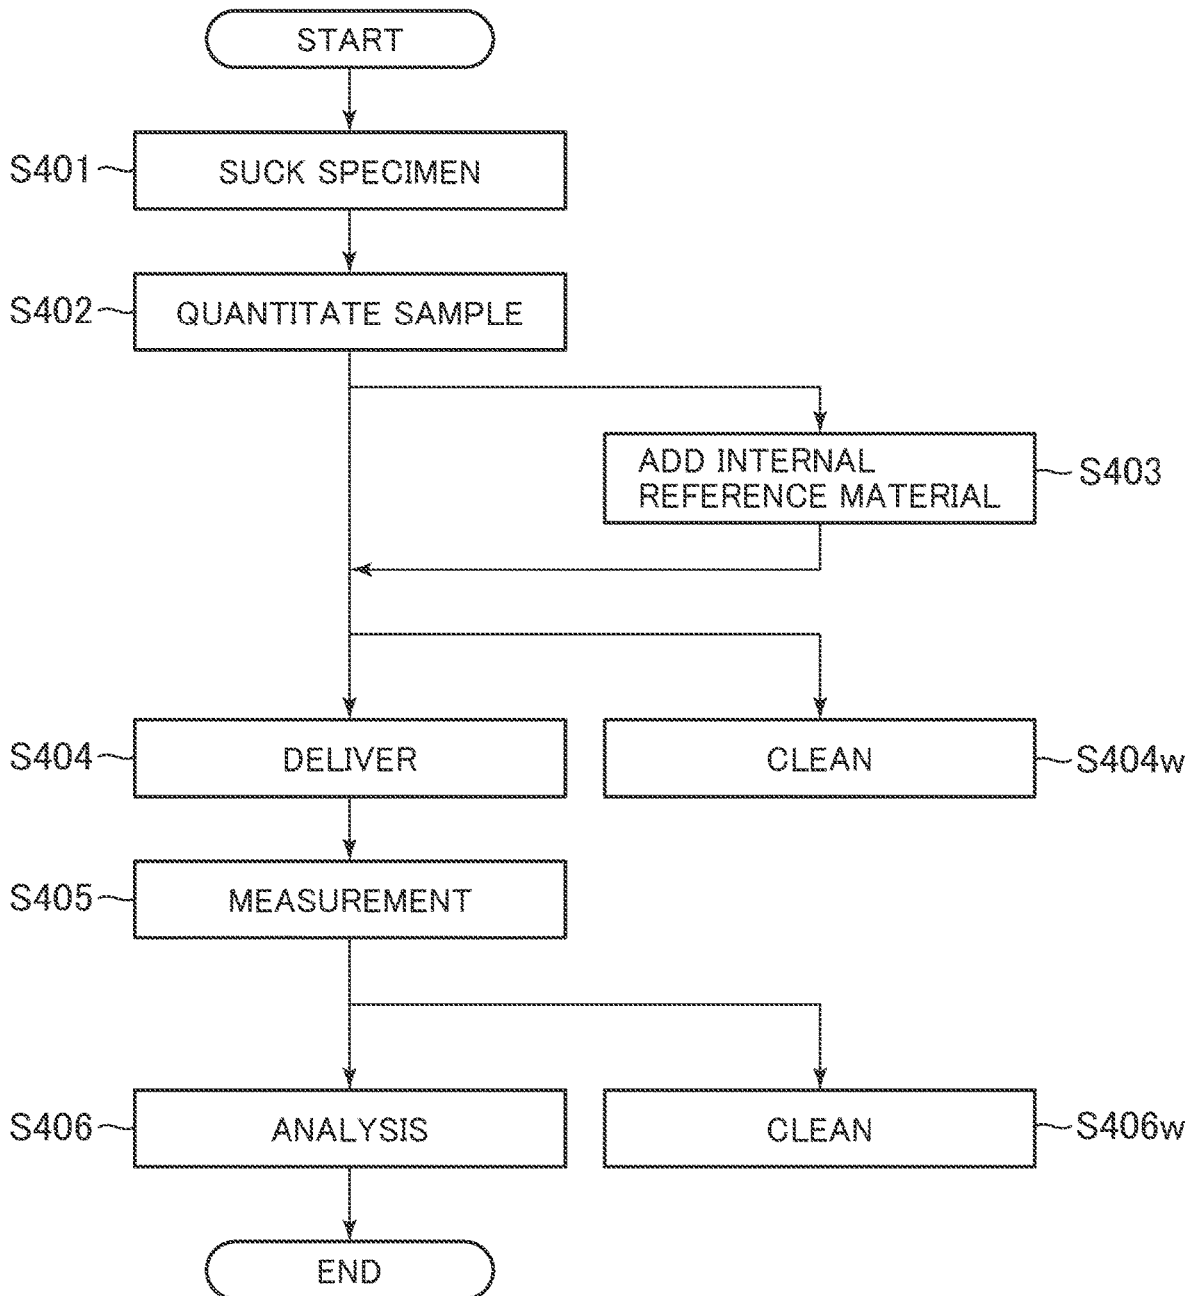 START
S401
SUCK SPECIMEN
S402
QUANTITATE SAMPLE
ADD INTERNAL
REFERENCE MATERIAL
S403
S404
DELIVER
CLEAN
S404w
S405
MEASUREMENT
S406
ANALYSIS
CLEAN
S406w
END